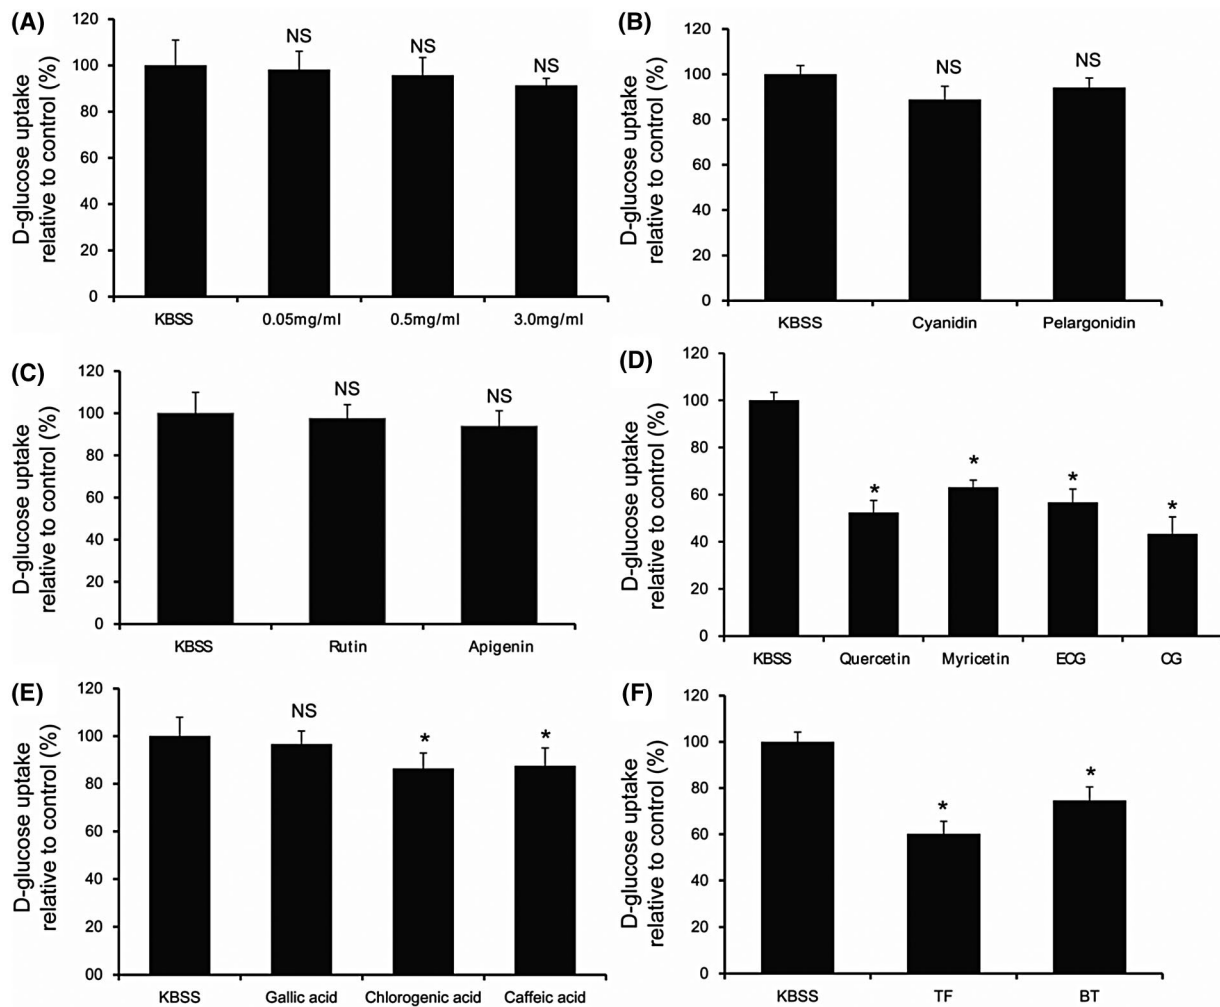 (A)
D-glucose uptake
relative to control (%)
120
100
80
60
40
20
0
NS
NS
NS
KBSS
0.05mg/ml
0.5mg/ml
3.0mg/ml
(B)
D-glucose uptake
relative to control (%)
120
100
80
60
40
20
0
NS
NS
KBSS
Cyanidin
Pelargonidin
(C)
D-glucose uptake
relative to control (%)
120
100
80
60
40
20
0
NS
NS
KBSS
Rutin
Apigenin
(D)
D-glucose uptake
relative to control (%)
120
100
80
60
40
20
0
*
*
*
*
KBSS
Quercetin
Myricetin
ECG
CG
(E)
D-glucose uptake
relative to control (%)
120
100
80
60
40
20
00
NS
*
*
KBSS
Gallic acid
Chlorogenic acid
Caffeic acid
(F)
D-glucose uptake
relative to control (%)
120
100
80
60
40
20
0
*
*
KBSS
TF
BT